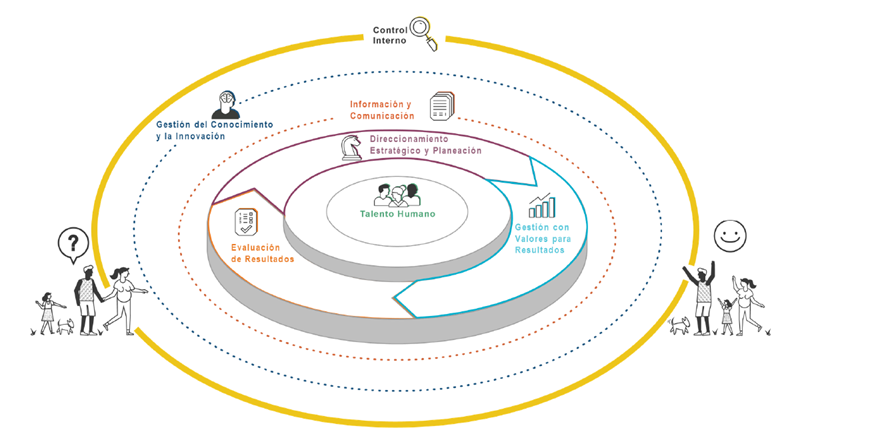 Control
Interno
Información y
Comunicación
Gestión del Conocimiento
y la Innovación
Direccionamiento
Estratégico y Planeación
Talento Humano
Gestión con
Valores para
Resultados
Evaluación
de Resultados
?